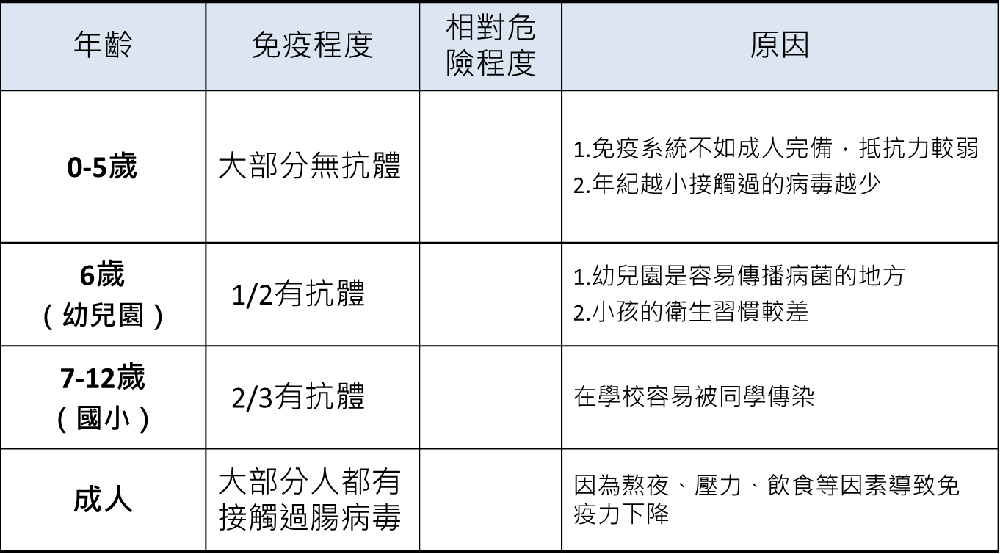 年齡
免疫程度
相對危
險程度
原因
0-5歲
大部分無抗體
1.免疫系統不如成人完備，抵抗力較弱
2.年紀越小接觸過的病毒越少
6歲
（幼兒園）
1/2有抗體
1.幼兒園是容易傳播病菌的地方
2.小孩的衛生習慣較差
7-12歲
（國小）
2/3有抗體
在學校容易被同學傳染
成人
大部分人都有
接觸過腸病毒
因為熬夜、壓力、飲食等因素導致免
疫力下降